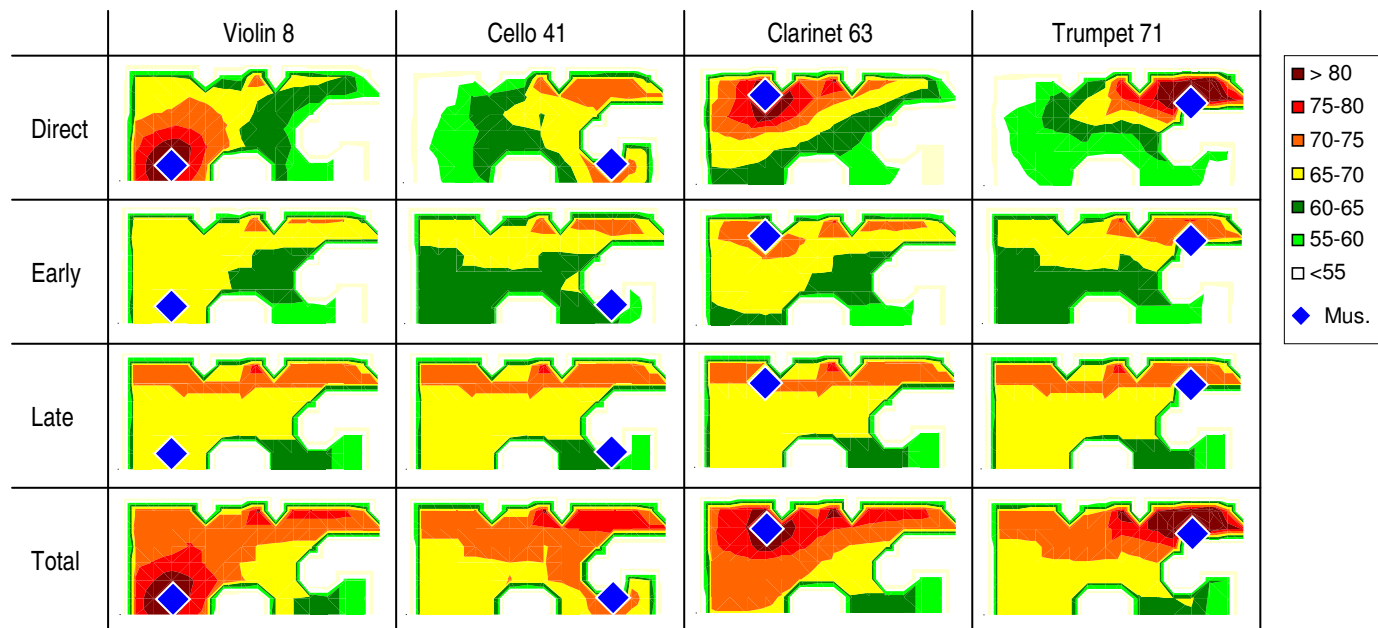 Violin 8 Cello 41 Clarinet 63 Trumpet 71
Direct
Early
Late
Total
> 80
75-80
70-75
65-70
60-65
55-60
<55
Mus.